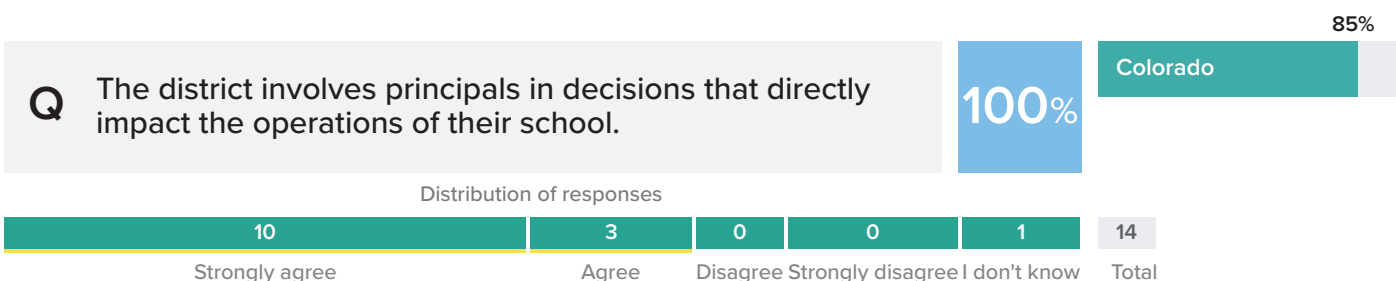 85%
Q
The district involves principals in decisions that directly
impact the operations of their school.
100%
Colorado
Distribution of responses
10 3 0 0 1 14
Strongly agree Agree Disagree Strongly disagree I don't know Total